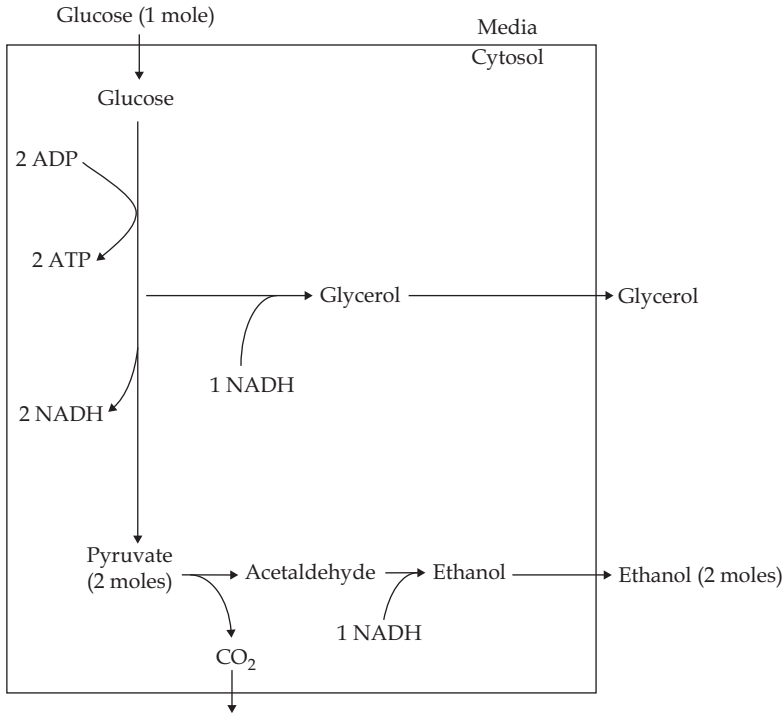 Glucose (1 mole)
Media
Cytosol
Glucose
2 ADP
2 ATP
Glycerol
Glycerol
1 NADH
2 NADH
Pyruvate
(2 moles)
Acetaldehyde
Ethanol
Ethanol (2 moles)
1 NADH
CO₂